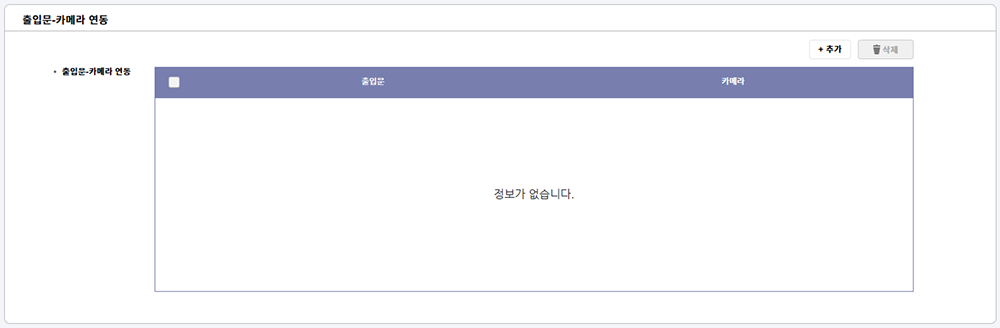 출입문-카메라 연동
+ 추가
삭제
• 출입문-카메라 연동
출입문
카메라
정보가 없습니다.